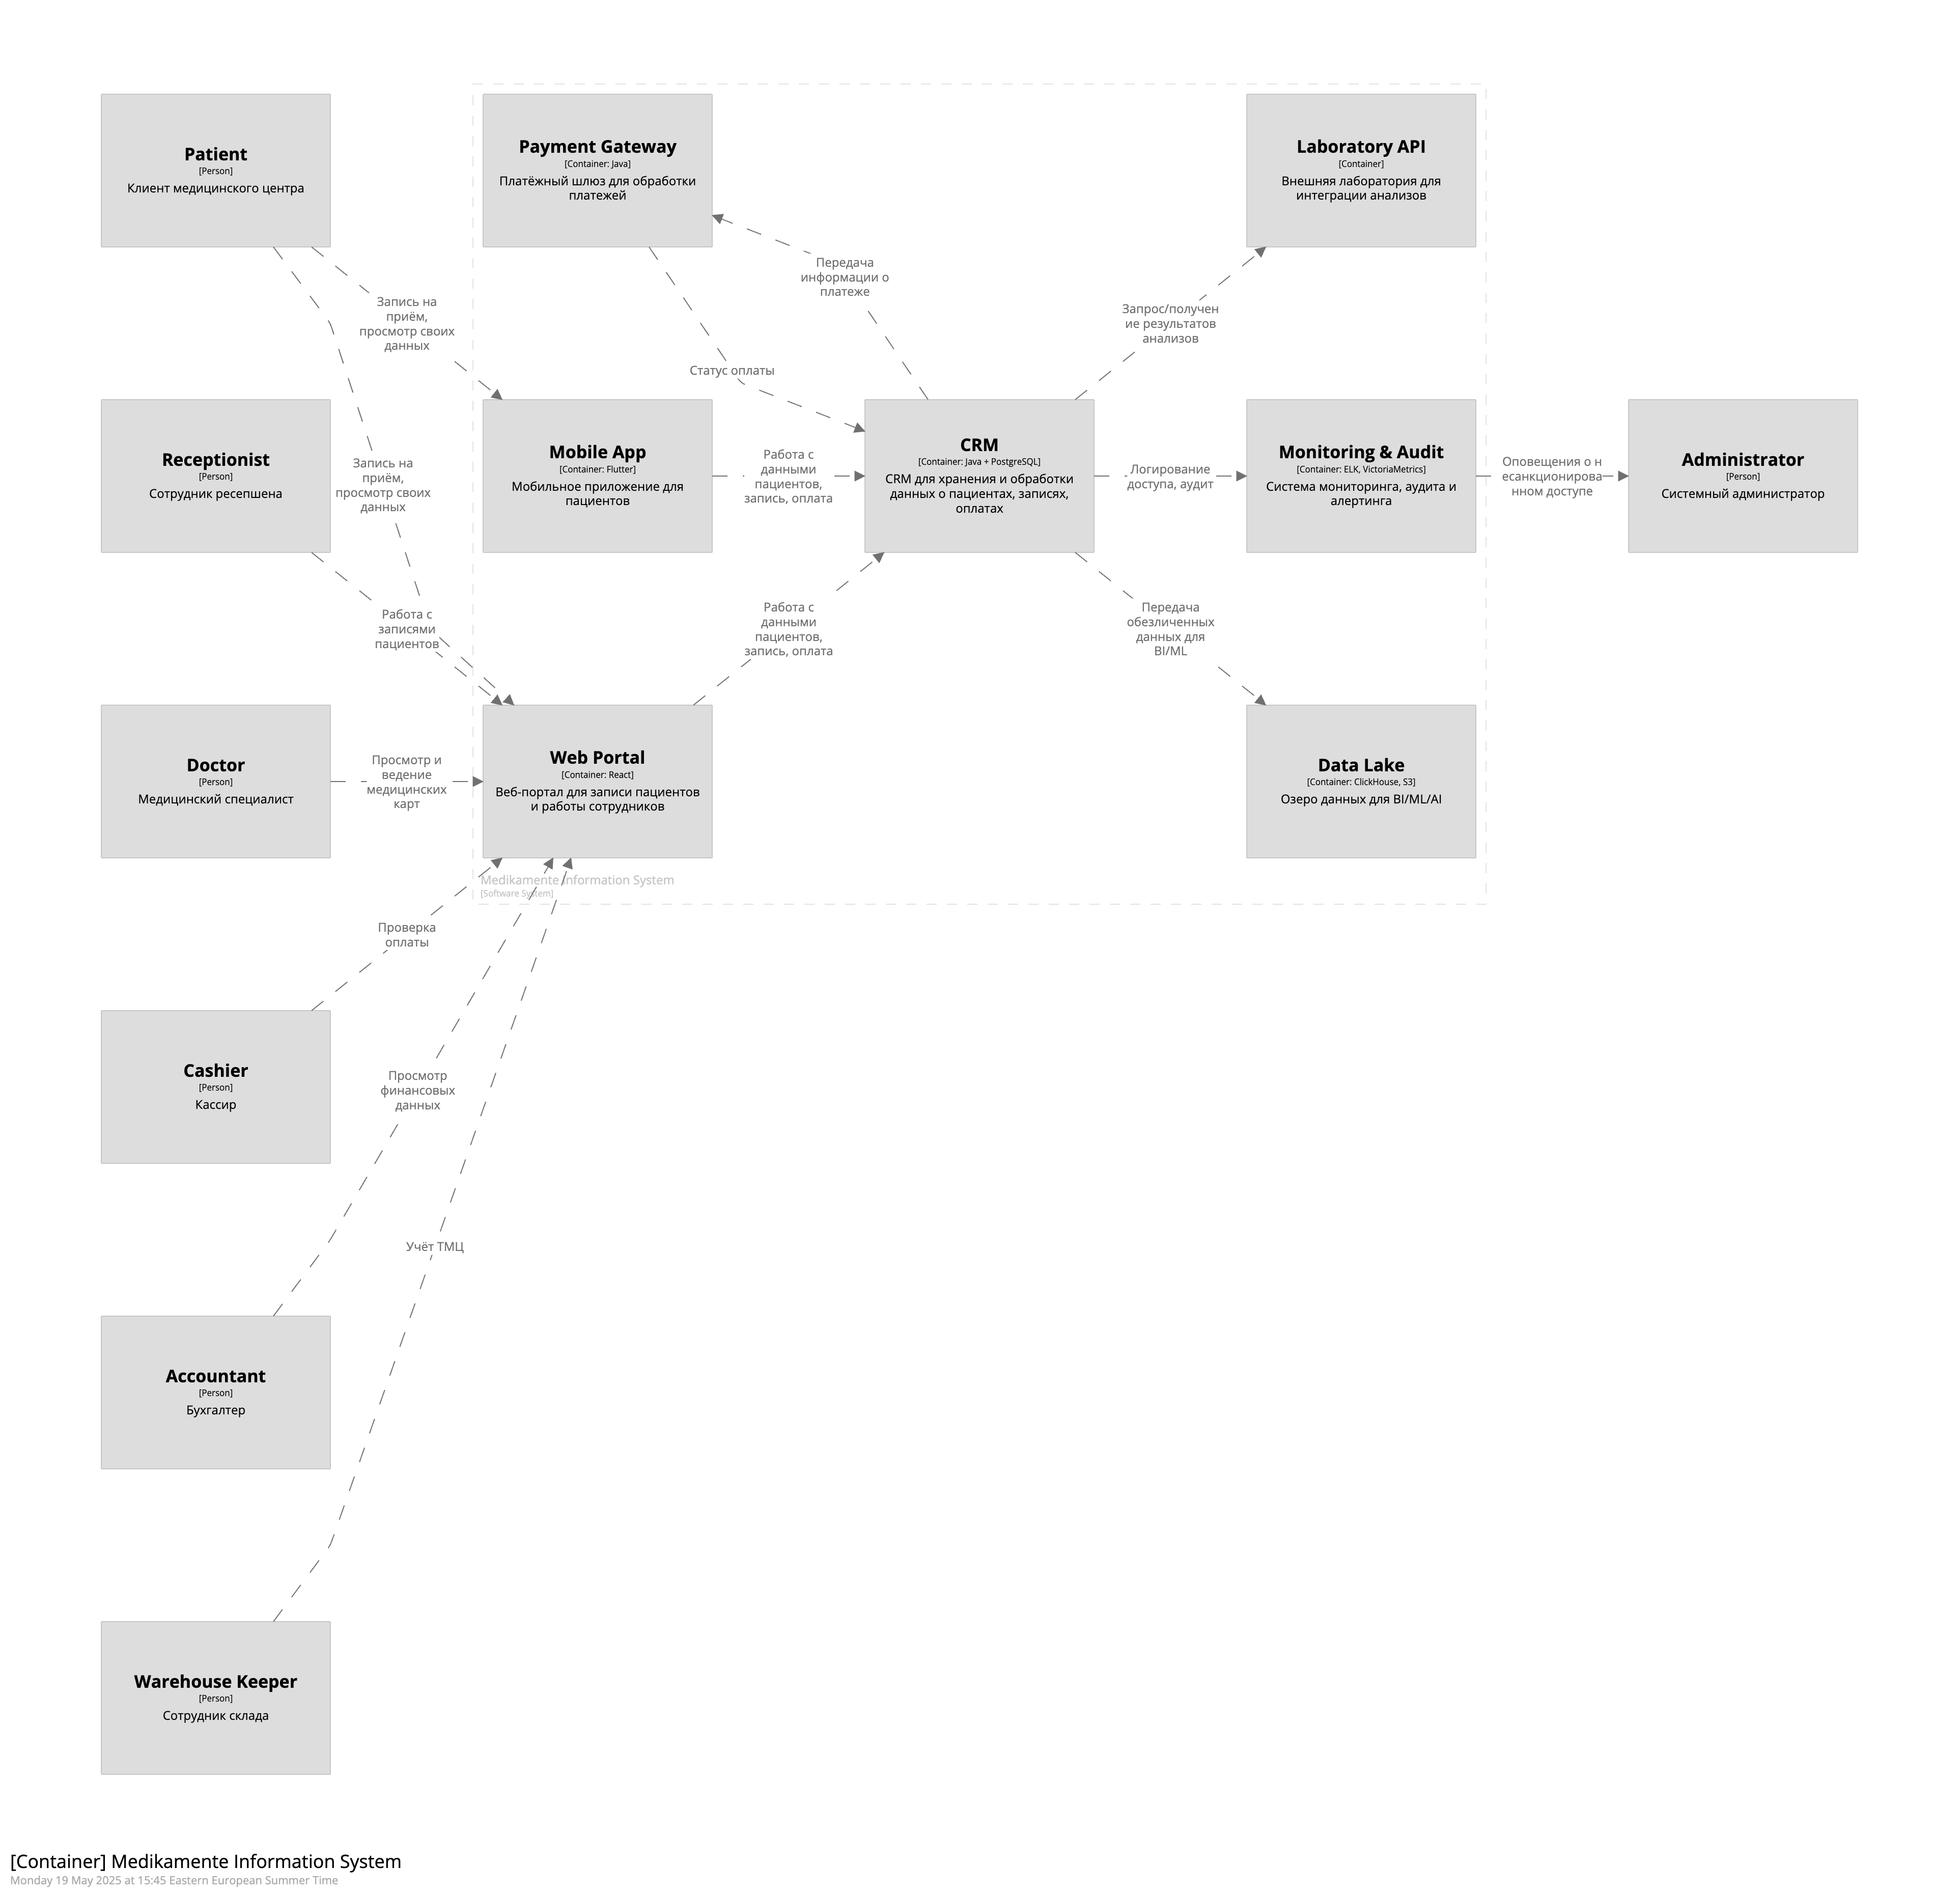 Patient
[Person]
Клиент медицинского центра
Payment Gateway
[Container: Java]
Платёжный шлюз для обработки
платежей
Laboratory API
[Container]
Внешняя лаборатория для
интеграции анализов
Передача
информации о
платеже
Запись на
приём,
просмотр своих
данных
Запрос/получен
ие результатов
анализов
Статус оплаты
Receptionist
[Person]
Сотрудник ресепшена
Запись на
приём,
просмотр своих
данных
Mobile App
[Container: Flutter]
Мобильное приложение для
пациентов
Работа с
данными
пациентов,
запись, оплата
CRM
[Container: Java + PostgreSQL]
CRM для хранения и обработки
данных о пациентах, записях,
оплатах
Логирование
доступа, аудит
Monitoring & Audit
[Container: ELK, VictoriaMetrics]
Система мониторинга, аудита и
алертинга
Оповещения о н
есанкционирова
нном доступе
Administrator
[Person]
Системный администратор
Работа с
записями
пациентов
Работа с
данными
пациентов,
запись, оплата
Передача
обезличенных
данных для
BI/ML
Doctor
[Person]
Медицинский специалист
Просмотр и
ведение
медицинских
карт
Web Portal
[Container: React]
Веб-портал для записи пациентов
и работы сотрудников
Data Lake
[Container: ClickHouse, S3]
Озеро данных для BI/ML/AI
Medikamente Information System
[Software System]
Проверка
оплаты
Cashier
[Person]
Кассир
Просмотр
финансовых
данных
Учёт ТМЦ
Accountant
[Person]
Бухгалтер
Warehouse Keeper
[Person]
Сотрудник склада
[Container] Medikamente Information System
Monday 19 May 2025 at 15:45 Eastern European Summer Time